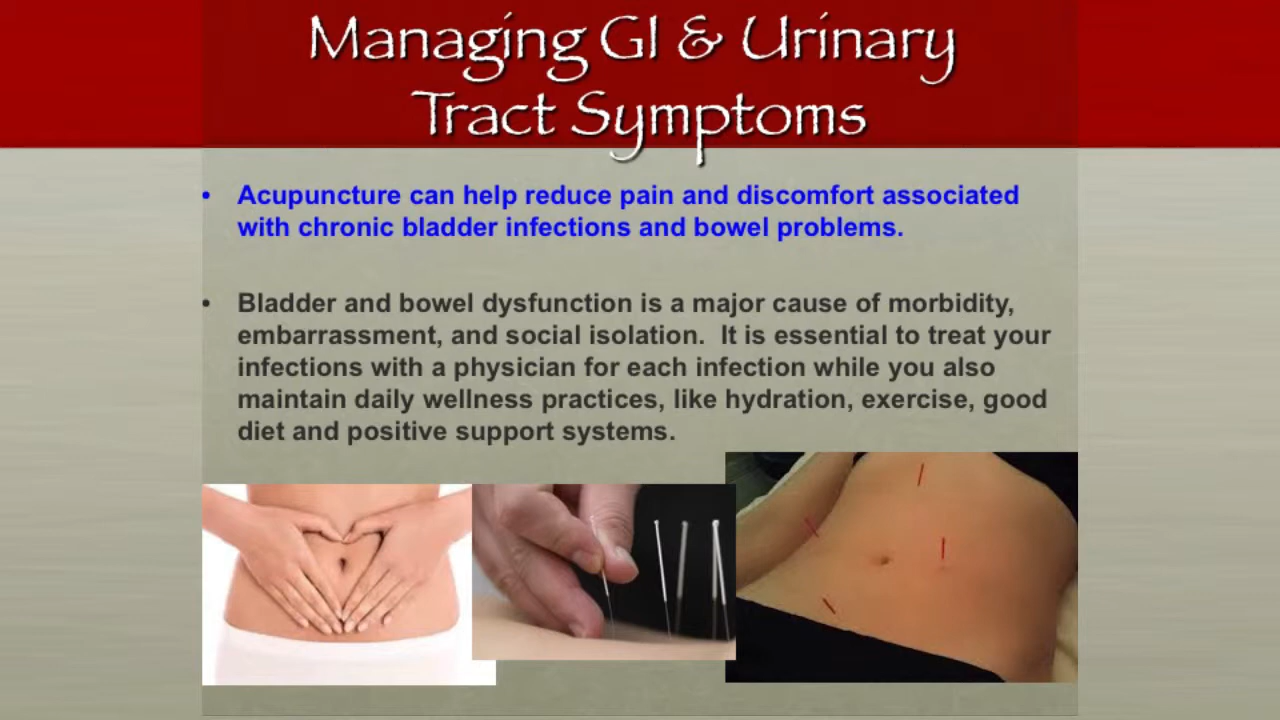 Managing GI & Urinary
Tract Symptoms
• Acupuncture can help reduce pain and discomfort associated
with chronic bladder infections and bowel problems.
• Bladder and bowel dysfunction is a major cause of morbidity,
embarrassment, and social isolation.  It is essential to treat your
infections with a physician for each infection while you also
maintain daily wellness practices, like hydration, exercise, good
diet and positive support systems.